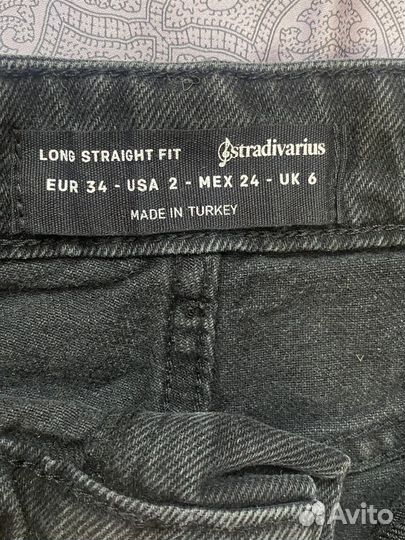 LONG STRAIGHT FIT stradivarius
EUR 34 - USA 2 - MEX 24 - UK 6
MADE IN TURKEY
Avito